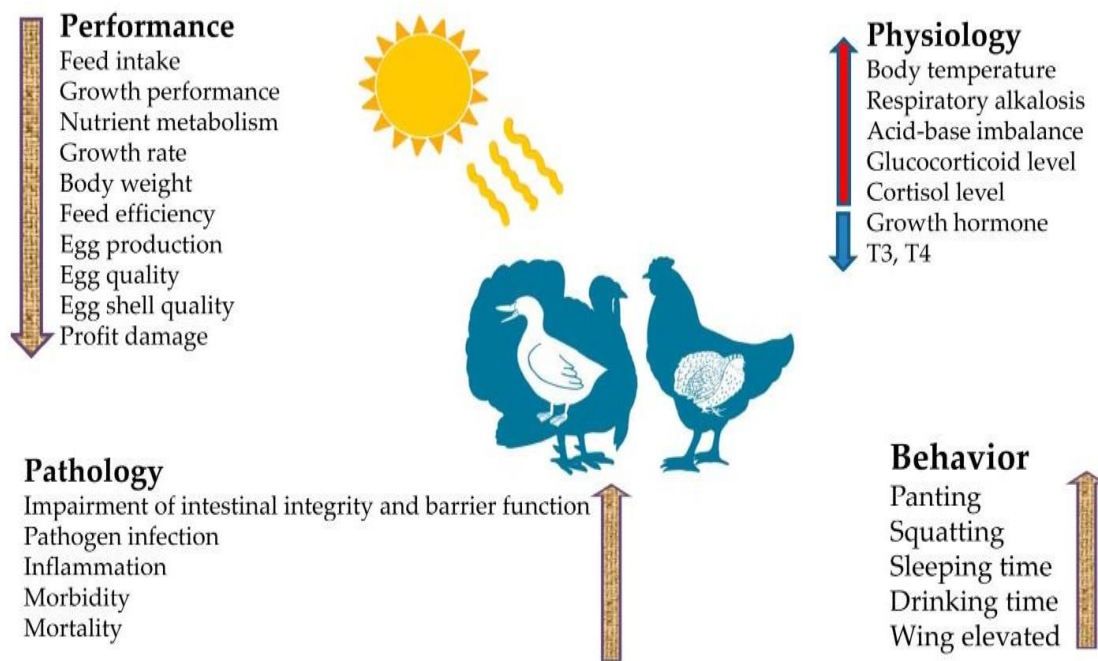 Performance
Feed intake
Growth performance
Nutrient metabolism
Growth rate
Body weight
Feed efficiency
Egg production
Egg quality
Egg shell quality
Profit damage
Physiology
Body temperature
Respiratory alkalosis
Acid-base imbalance
Glucocorticoid level
Cortisol level
Growth hormone
T3, T4
Pathology
Impairment of intestinal integrity and barrier function
Pathogen infection
Inflammation
Morbidity
Mortality
Behavior
Panting
Squatting
Sleeping time
Drinking time
Wing elevated